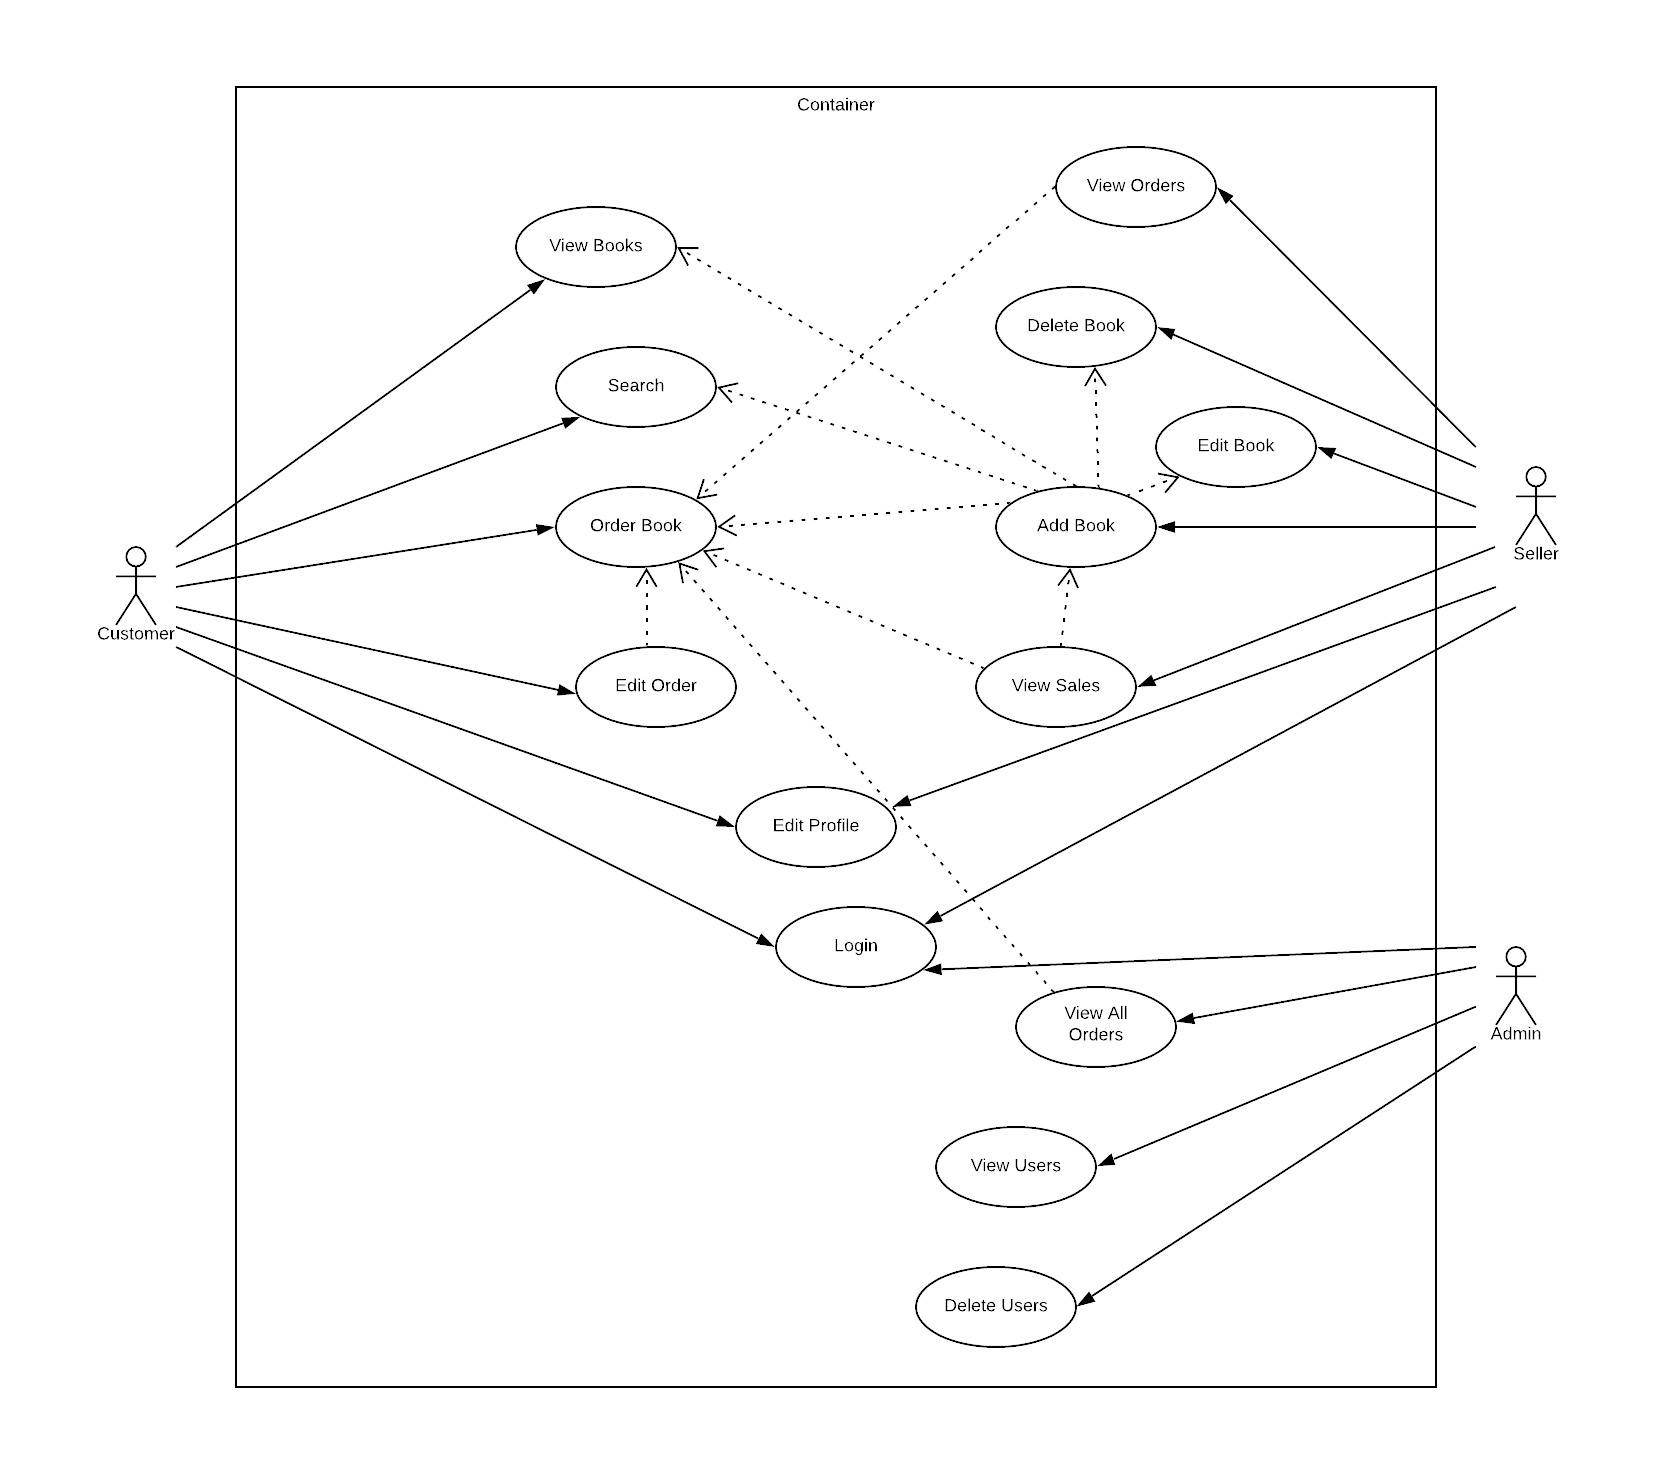 Container
View Orders
View Books
Delete Book
Search
Edit Book
Order Book
Add Book
Seller
Customer
Edit Order
View Sales
Edit Profile
Login
View All
Orders
Admin
View Users
Delete Users